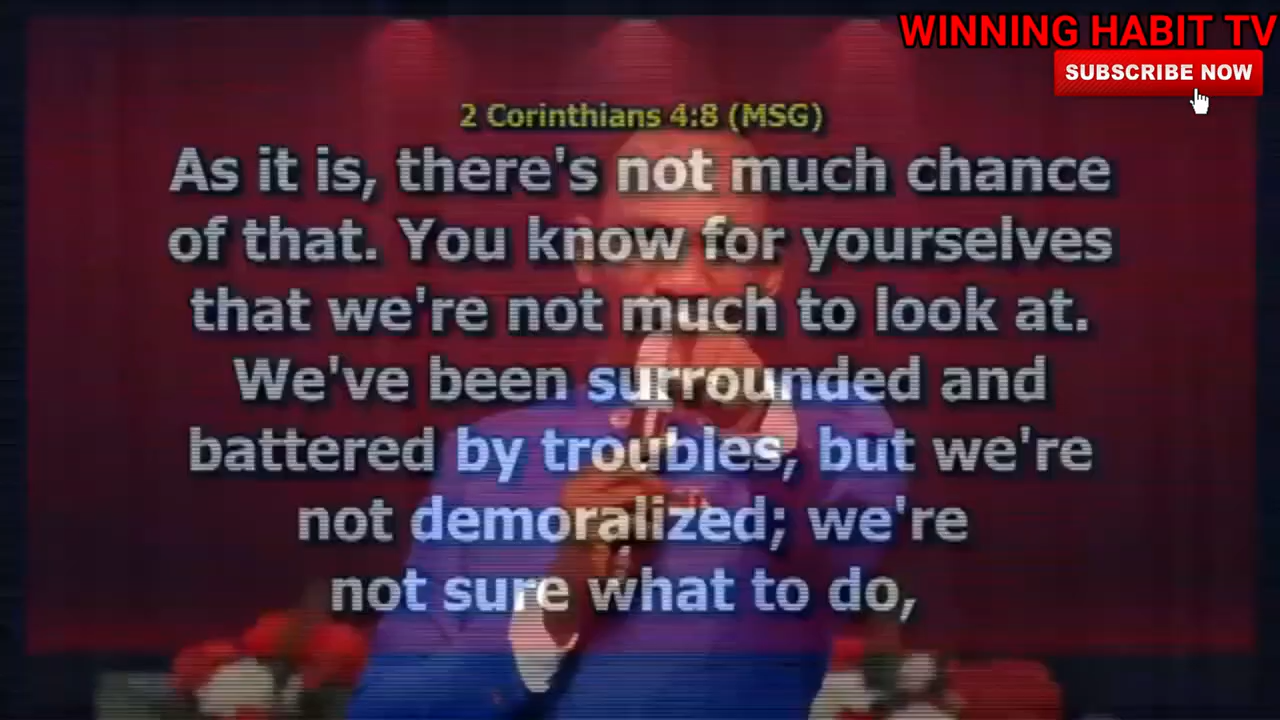 WINNING HABIT TV
SUBSCRIBE NOW
2 Corinthians 4:8 (MSG)
As it is, there's not much chance
of that. You know for yourselves
that we're not much to look at.
We've been surrounded and
battered by troubles, but we're
not demoralized; we're
not sure what to do,